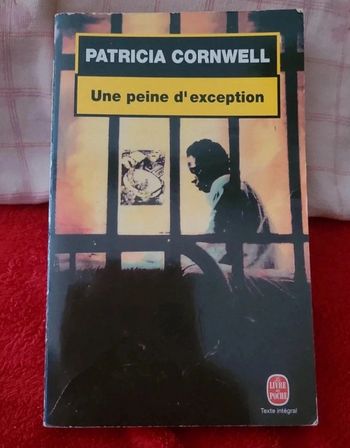 PATRICIA CORNWELL
Une peine d'exception
LE LIVRE
DE POCHE
Texte intégral